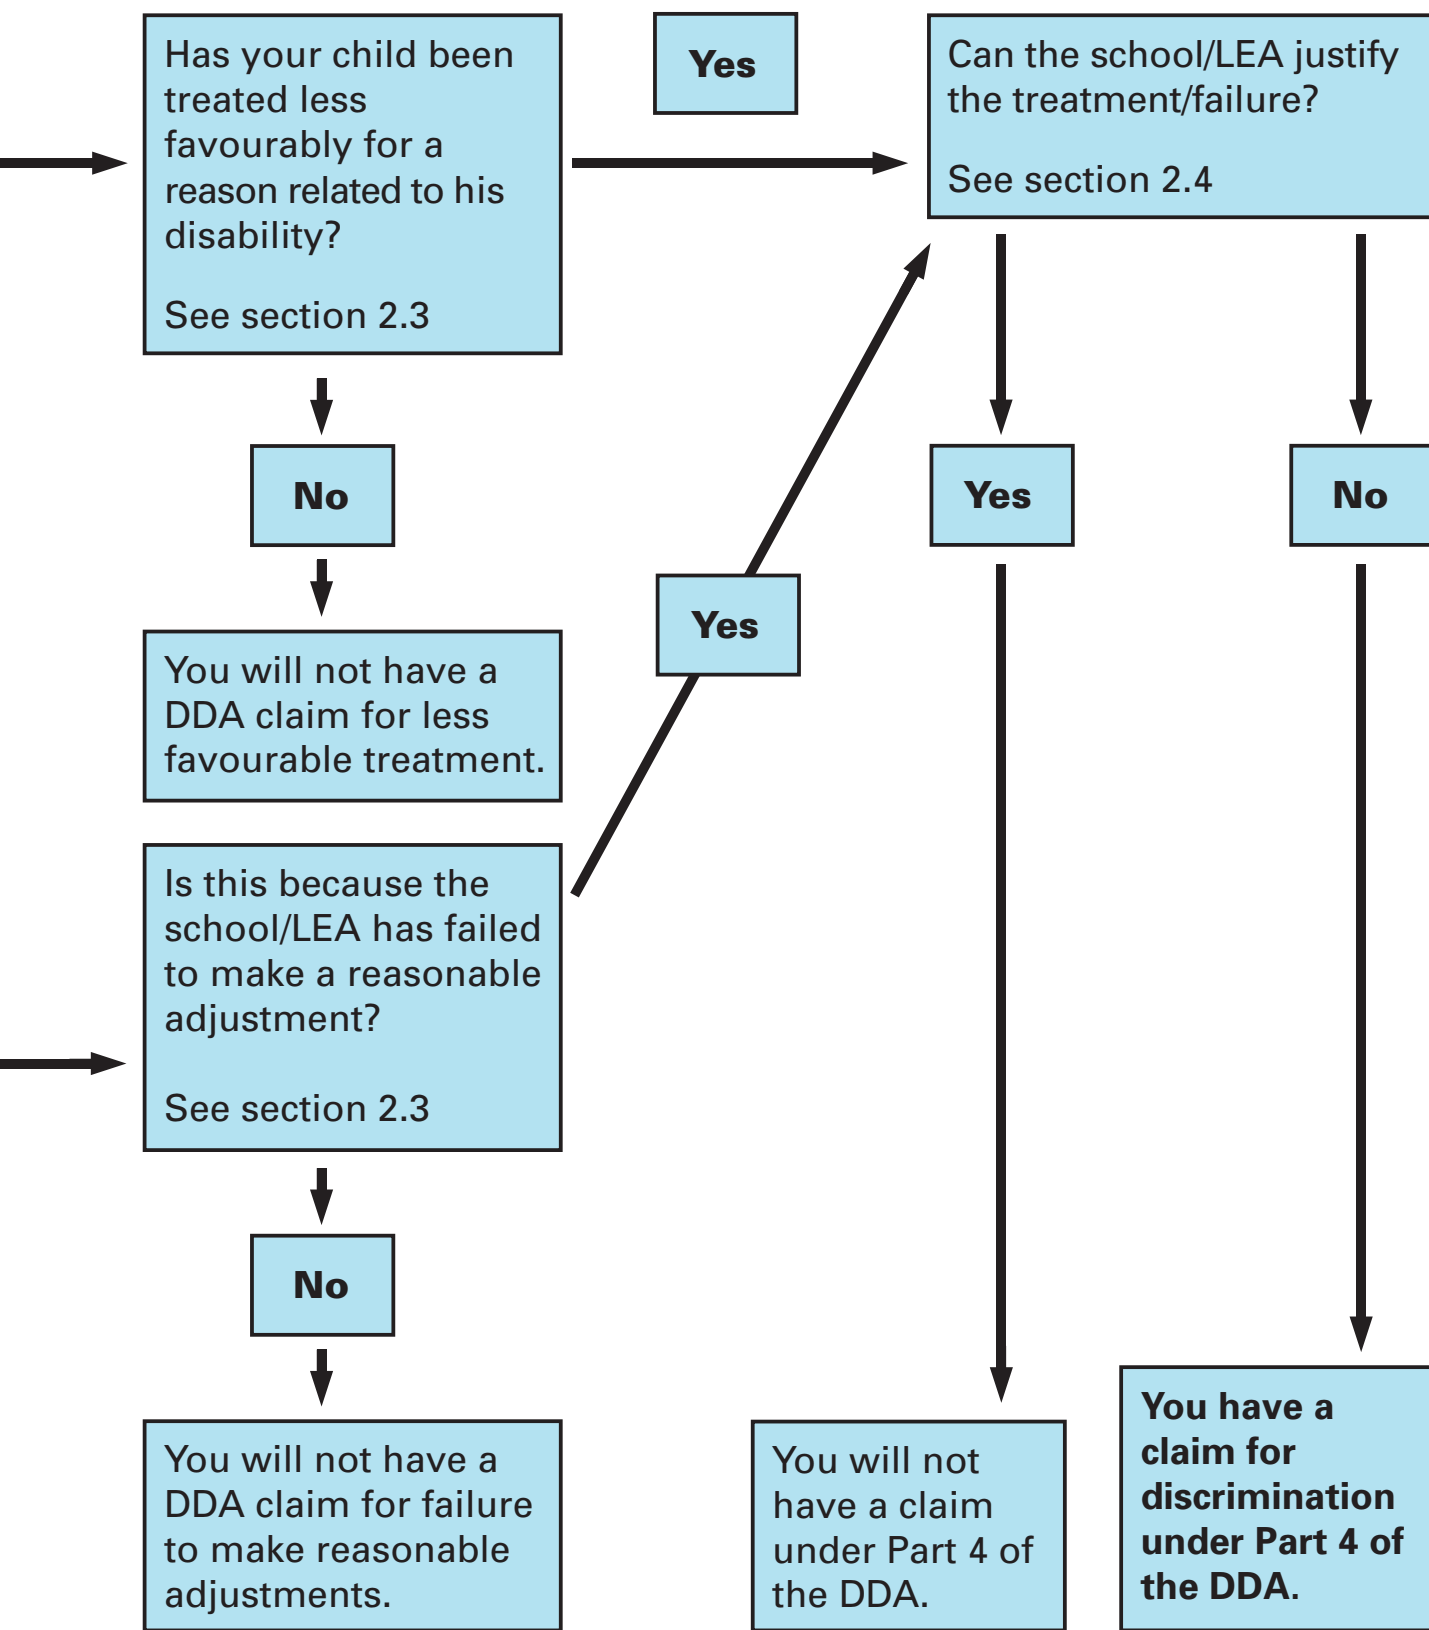 Has your child been
treated less
favourably for a
reason related to his
disability?
See section 2.3
Yes
Can the school/LEA justify
the treatment/failure?
See section 2.4
No
Yes
No
Yes
You will not have a
DDA claim for less
favourable treatment.
Is this because the
school/LEA has failed
to make a reasonable
adjustment?
See section 2.3
No
You will not have a
DDA claim for failure
to make reasonable
adjustments.
You will not
have a claim
under Part 4 of
the DDA.
You have a
claim for
discrimination
under Part 4 of
the DDA.